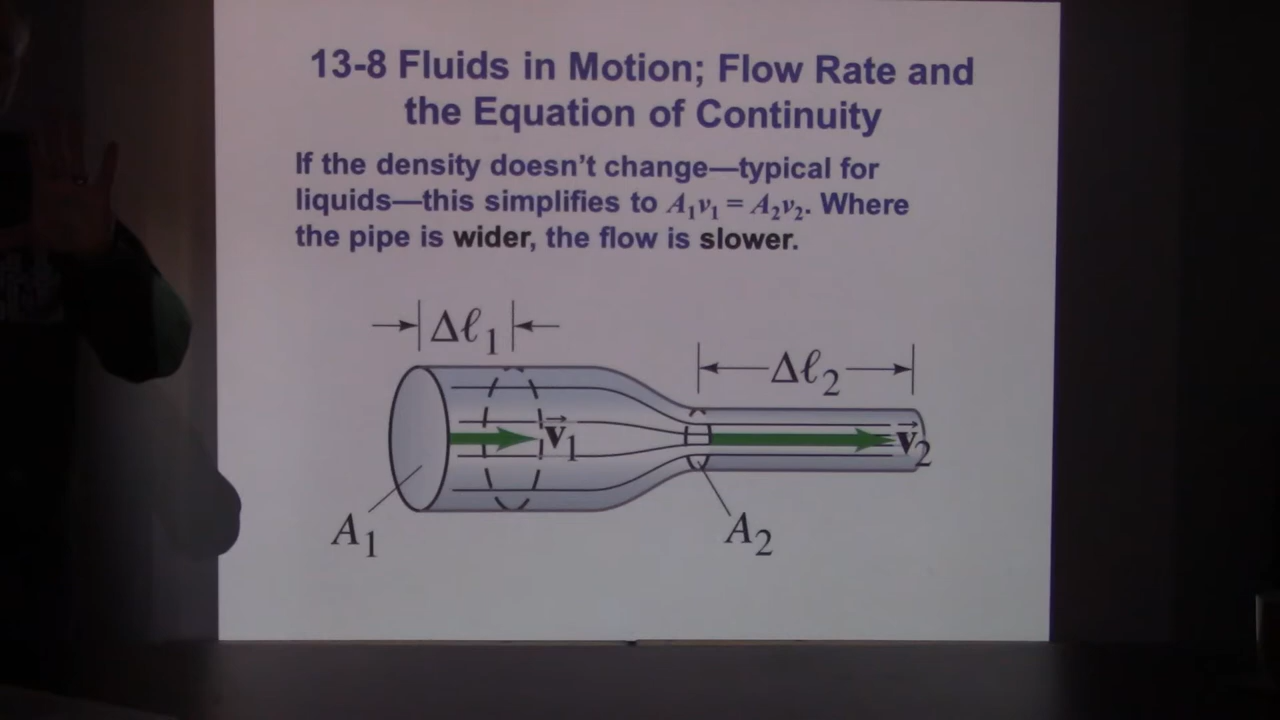 13-8 Fluids in Motion; Flow Rate and
the Equation of Continuity
If the density doesn't change—typical for
liquids—this simplifies to A₁v₁ = A₂v₂. Where
the pipe is wider, the flow is slower.
Δℓ₁
Δℓ₂
v⃗₁
v⃗₂
A₁
A₂